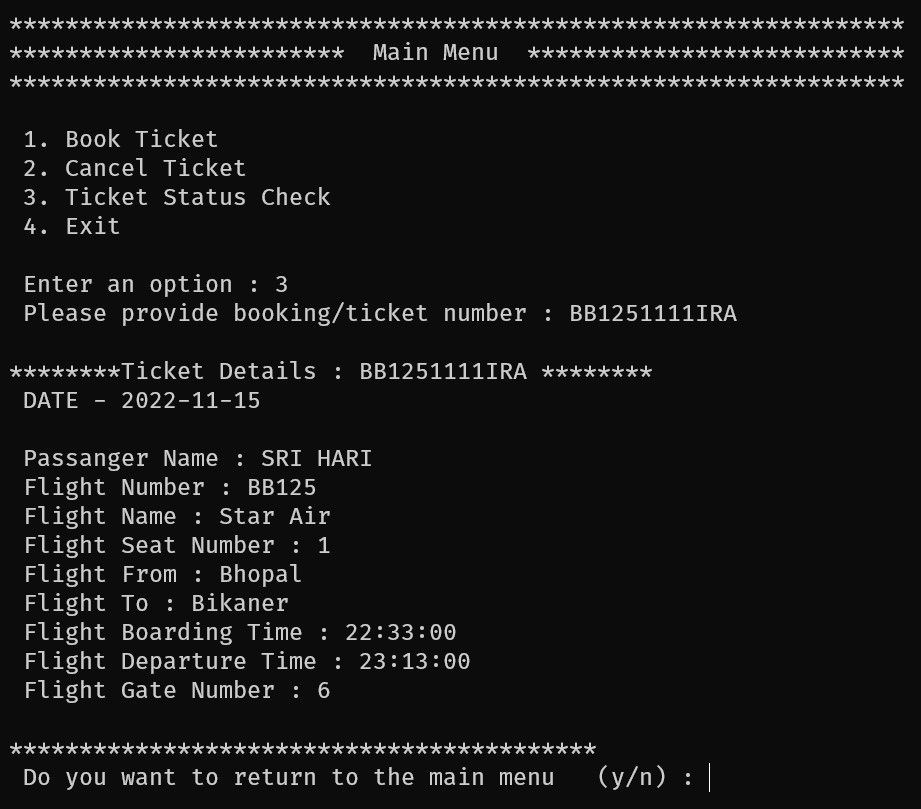 ****************************************************************
************************  Main Menu  ***************************
****************************************************************
1. Book Ticket
2. Cancel Ticket
3. Ticket Status Check
4. Exit
Enter an option : 3
Please provide booking/ticket number : BB1251111IRA
********Ticket Details : BB1251111IRA ********
DATE - 2022-11-15
Passanger Name : SRI HARI
Flight Number : BB125
Flight Name : Star Air
Flight Seat Number : 1
Flight From : Bhopal
Flight To : Bikaner
Flight Boarding Time : 22:33:00
Flight Departure Time : 23:13:00
Flight Gate Number : 6
******************************************
Do you want to return to the main menu   (y/n) :